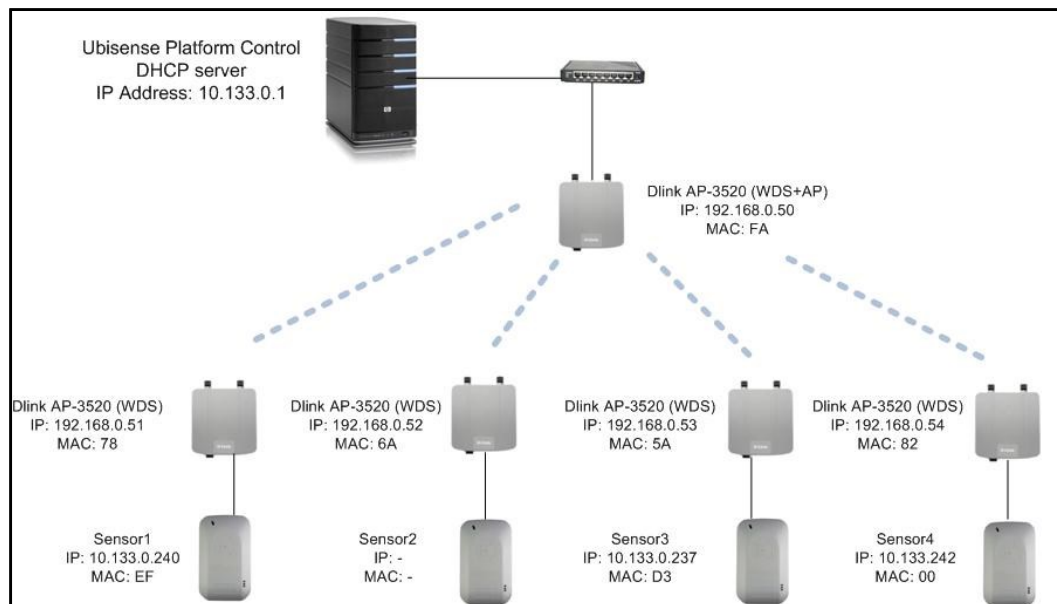 Ubisense Platform Control
DHCP server
IP Address: 10.133.0.1
Dlink AP-3520 (WDS+AP)
IP: 192.168.0.50
MAC: FA
Dlink AP-3520 (WDS)
IP: 192.168.0.51
MAC: 78
Dlink AP-3520 (WDS)
IP: 192.168.0.52
MAC: 6A
Dlink AP-3520 (WDS)
IP: 192.168.0.53
MAC: 5A
Dlink AP-3520 (WDS)
IP: 192.168.0.54
MAC: 82
Sensor1
IP: 10.133.0.240
MAC: EF
Sensor2
IP: -
MAC: -
Sensor3
IP: 10.133.0.237
MAC: D3
Sensor4
IP: 10.133.242
MAC: 00